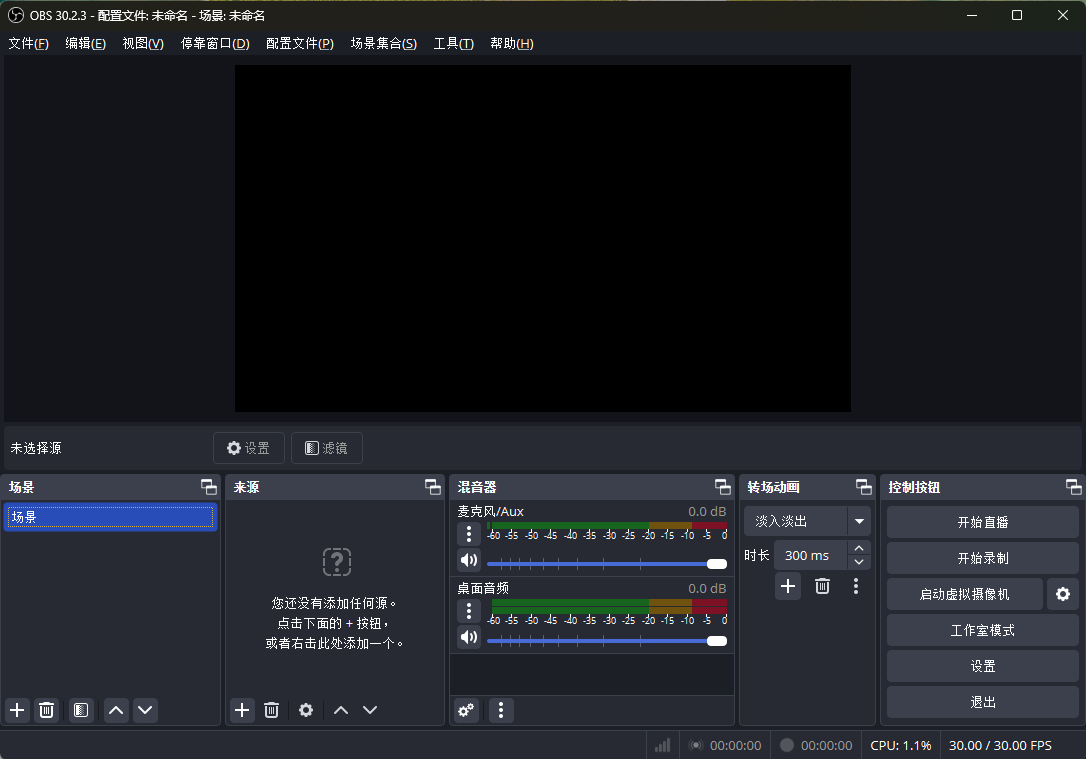 OBS 30.2.3 - 配置文件: 未命名 - 场景: 未命名
文件(F) 编辑(E) 视图(V) 停靠窗口(D) 配置文件(P) 场景集合(S) 工具(T) 帮助(H)
未选择源 设置 滤镜
场景
场景
来源
您还没有添加任何源。
点击下面的 + 按钮，
或者右击此处添加一个。
混音器
麦克风/Aux 0.0 dB
-60 -55 -50 -45 -40 -35 -30 -25 -20 -15 -10 -5 0
桌面音频 0.0 dB
-60 -55 -50 -45 -40 -35 -30 -25 -20 -15 -10 -5 0
转场动画
淡入淡出
时长 300 ms
控制按钮
开始直播
开始录制
启动虚拟摄像机
工作室模式
设置
退出
00:00:00 00:00:00 CPU: 1.1% 30.00 / 30.00 FPS